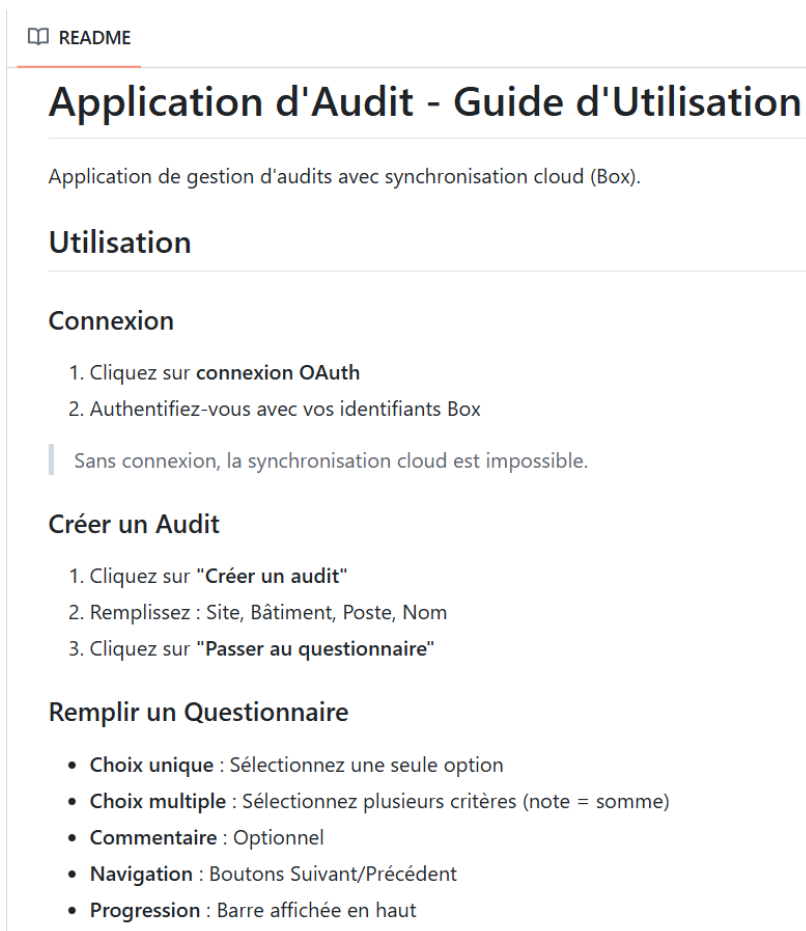 README
Application d'Audit - Guide d'Utilisation
Application de gestion d'audits avec synchronisation cloud (Box).
Utilisation
Connexion
1. Cliquez sur connexion OAuth
2. Authentifiez-vous avec vos identifiants Box
Sans connexion, la synchronisation cloud est impossible.
Créer un Audit
1. Cliquez sur "Créer un audit"
2. Remplissez : Site, Bâtiment, Poste, Nom
3. Cliquez sur "Passer au questionnaire"
Remplir un Questionnaire
• Choix unique : Sélectionnez une seule option
• Choix multiple : Sélectionnez plusieurs critères (note = somme)
• Commentaire : Optionnel
• Navigation : Boutons Suivant/Précédent
• Progression : Barre affichée en haut